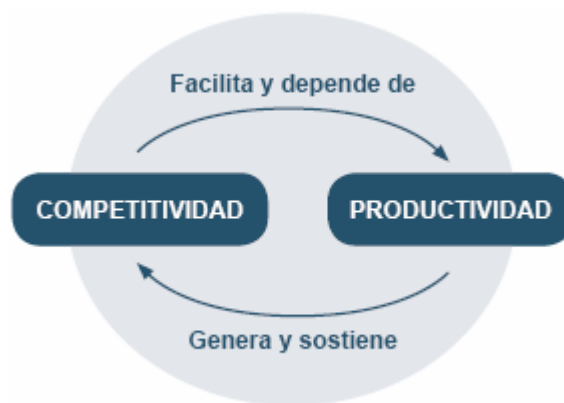 Facilita y depende de
COMPETITIVIDAD
PRODUCTIVIDAD
Genera y sostiene